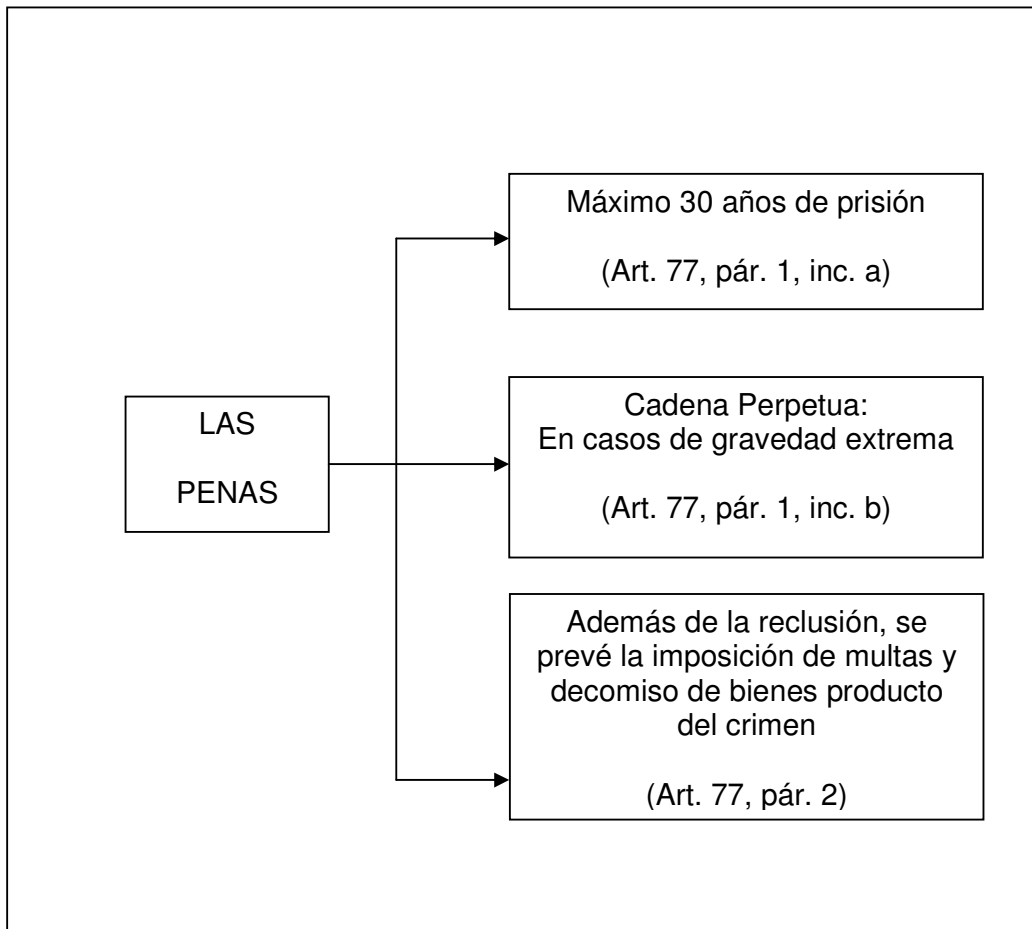 LAS
PENAS
Máximo 30 años de prisión
(Art. 77, pár. 1, inc. a)
Cadena Perpetua:
En casos de gravedad extrema
(Art. 77, pár. 1, inc. b)
Además de la reclusión, se
prevé la imposición de multas y
decomiso de bienes producto
del crimen
(Art. 77, pár. 2)